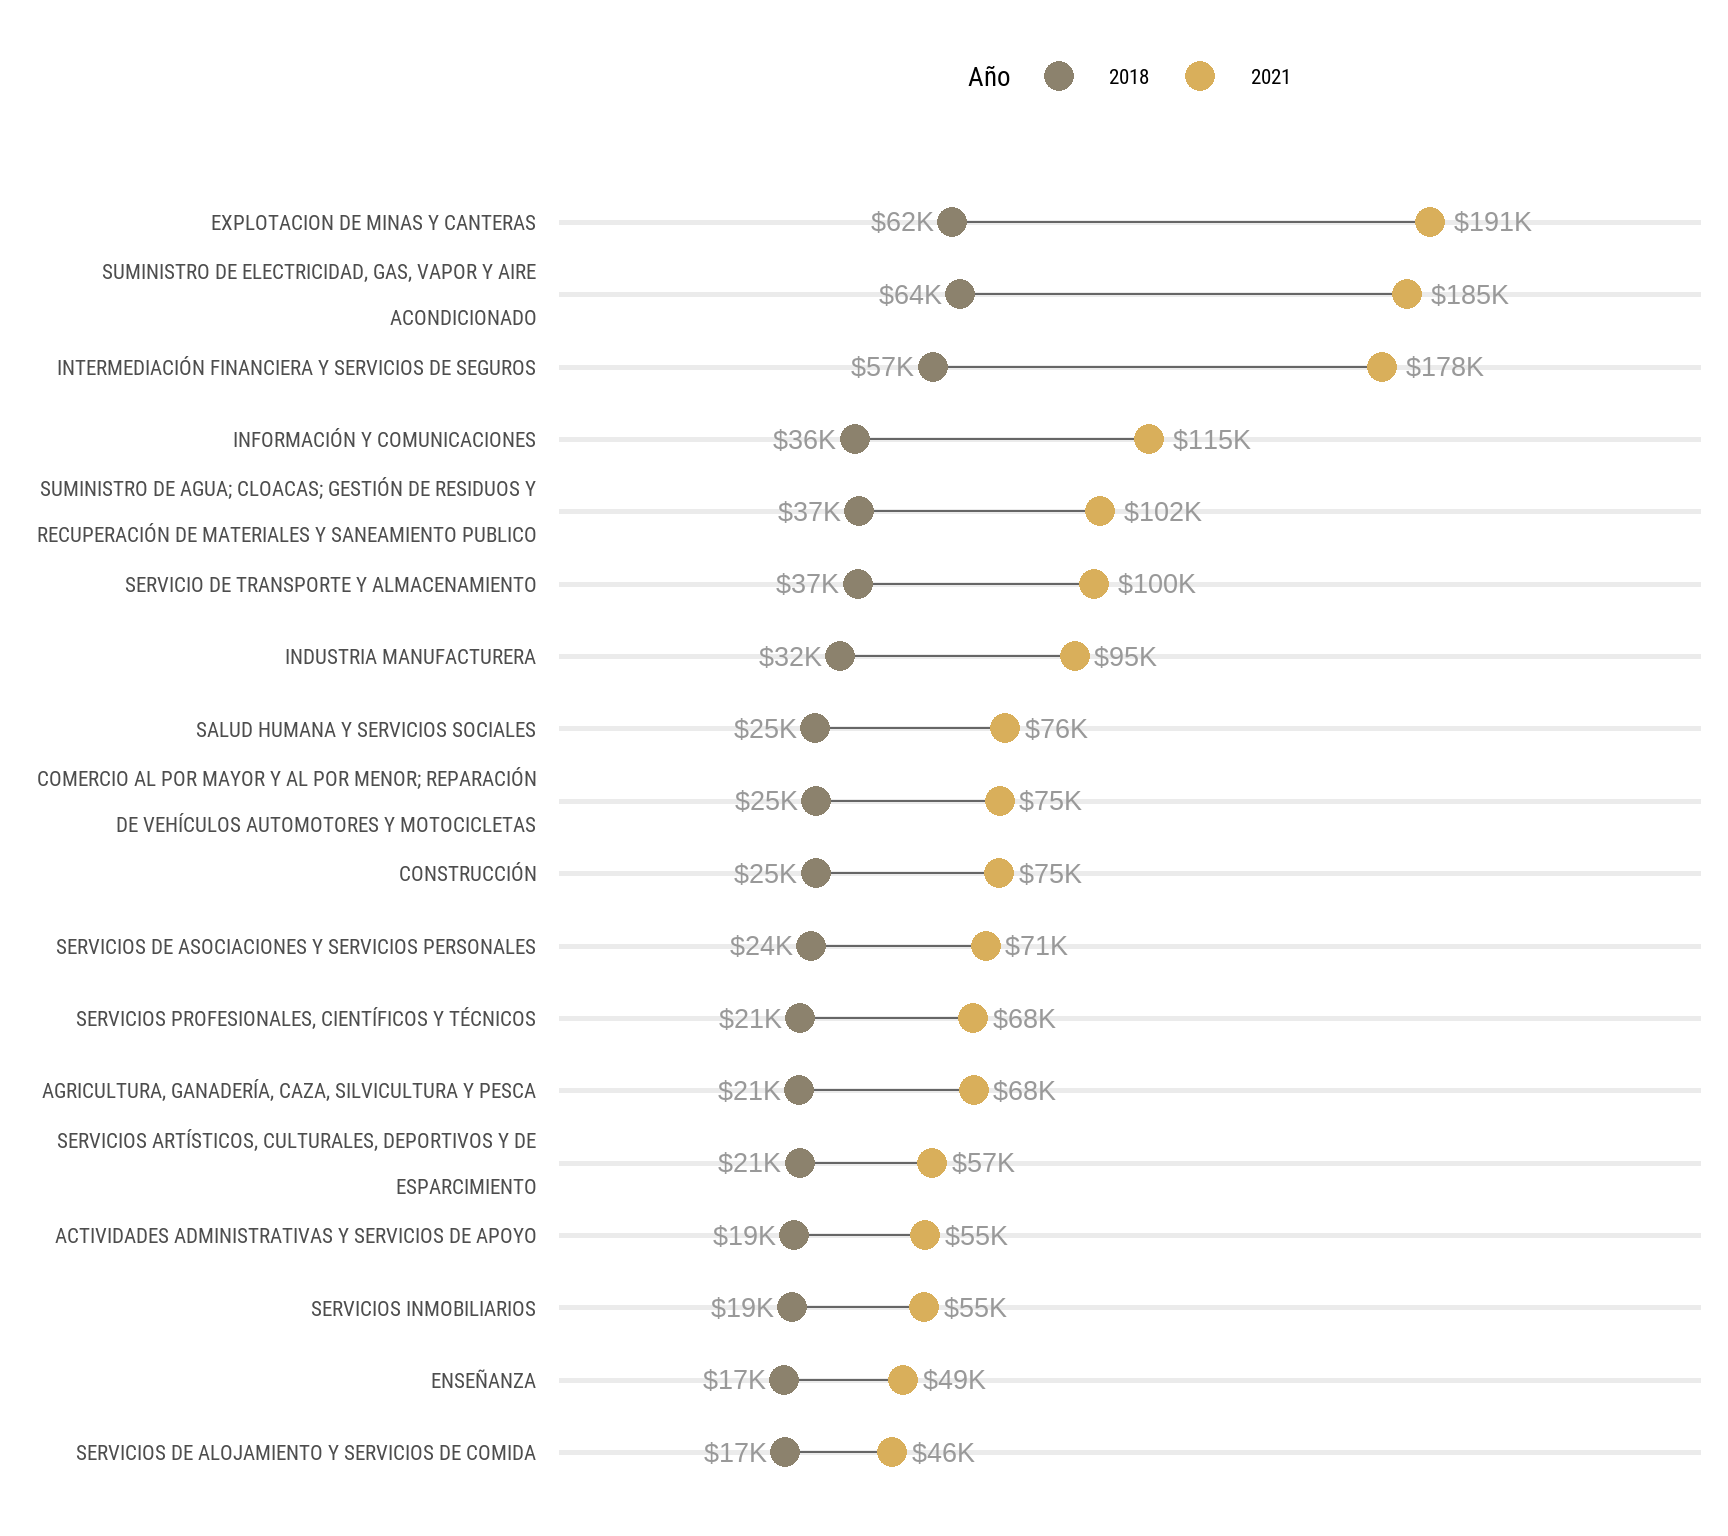 Año 2018 2021
EXPLOTACION DE MINAS Y CANTERAS $62K $191K
SUMINISTRO DE ELECTRICIDAD, GAS, VAPOR Y AIRE
ACONDICIONADO $64K $185K
INTERMEDIACIÓN FINANCIERA Y SERVICIOS DE SEGUROS $57K $178K
INFORMACIÓN Y COMUNICACIONES $36K $115K
SUMINISTRO DE AGUA; CLOACAS; GESTIÓN DE RESIDUOS Y
RECUPERACIÓN DE MATERIALES Y SANEAMIENTO PUBLICO $37K $102K
SERVICIO DE TRANSPORTE Y ALMACENAMIENTO $37K $100K
INDUSTRIA MANUFACTURERA $32K $95K
SALUD HUMANA Y SERVICIOS SOCIALES $25K $76K
COMERCIO AL POR MAYOR Y AL POR MENOR; REPARACIÓN
DE VEHÍCULOS AUTOMOTORES Y MOTOCICLETAS $25K $75K
CONSTRUCCIÓN $25K $75K
SERVICIOS DE ASOCIACIONES Y SERVICIOS PERSONALES $24K $71K
SERVICIOS PROFESIONALES, CIENTÍFICOS Y TÉCNICOS $21K $68K
AGRICULTURA, GANADERÍA, CAZA, SILVICULTURA Y PESCA $21K $68K
SERVICIOS ARTÍSTICOS, CULTURALES, DEPORTIVOS Y DE
ESPARCIMIENTO $21K $57K
ACTIVIDADES ADMINISTRATIVAS Y SERVICIOS DE APOYO $19K $55K
SERVICIOS INMOBILIARIOS $19K $55K
ENSEÑANZA $17K $49K
SERVICIOS DE ALOJAMIENTO Y SERVICIOS DE COMIDA $17K $46K